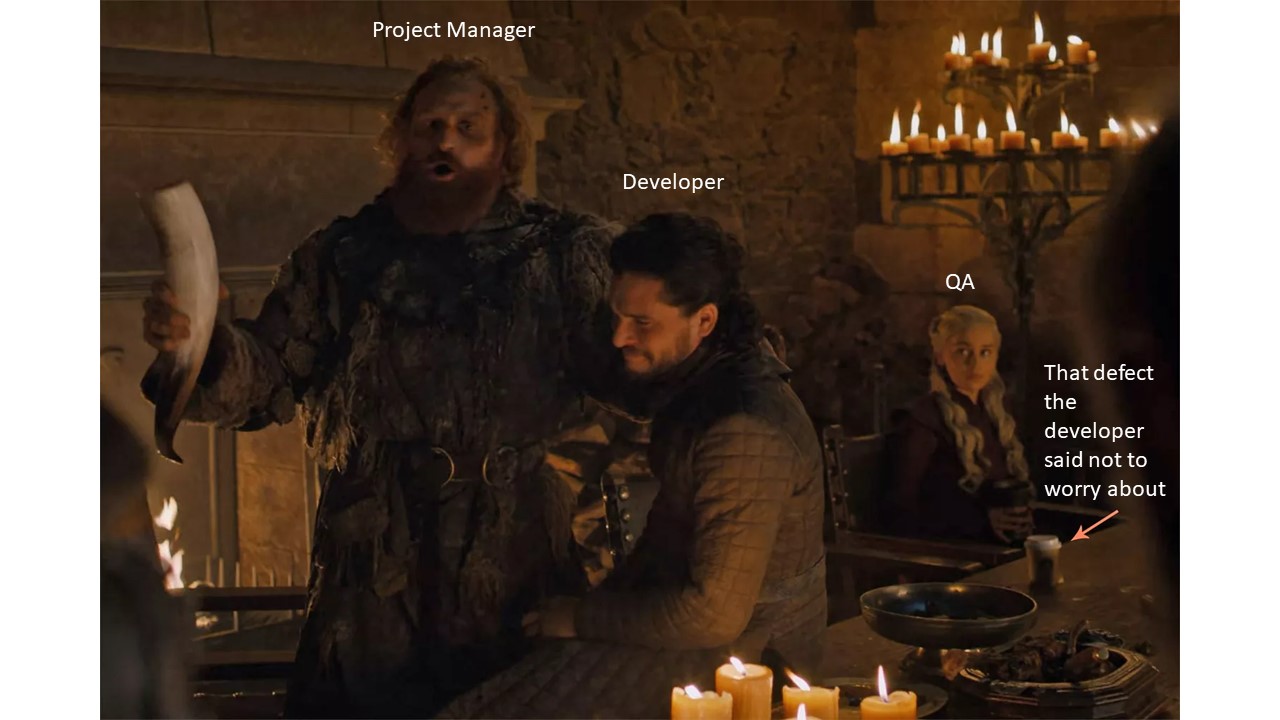 Project Manager
Developer
QA
That defect
the
developer
said not to
worry about